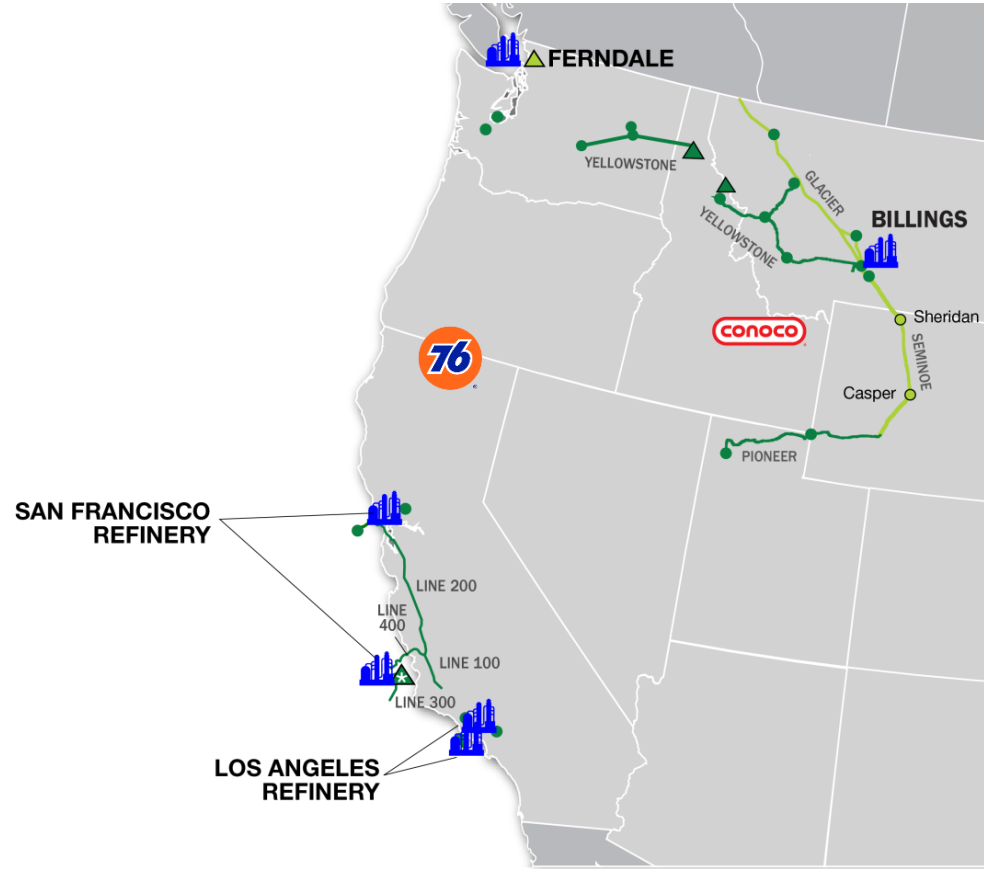 FERNDALE
YELLOWSTONE
GLACIER
BILLINGS
YELLOWSTONE
Sheridan
conoco
76
SEMINOE
Casper
PIONEER
SAN FRANCISCO
REFINERY
LINE 200
LINE
400
LINE 100
LINE 300
LOS ANGELES
REFINERY